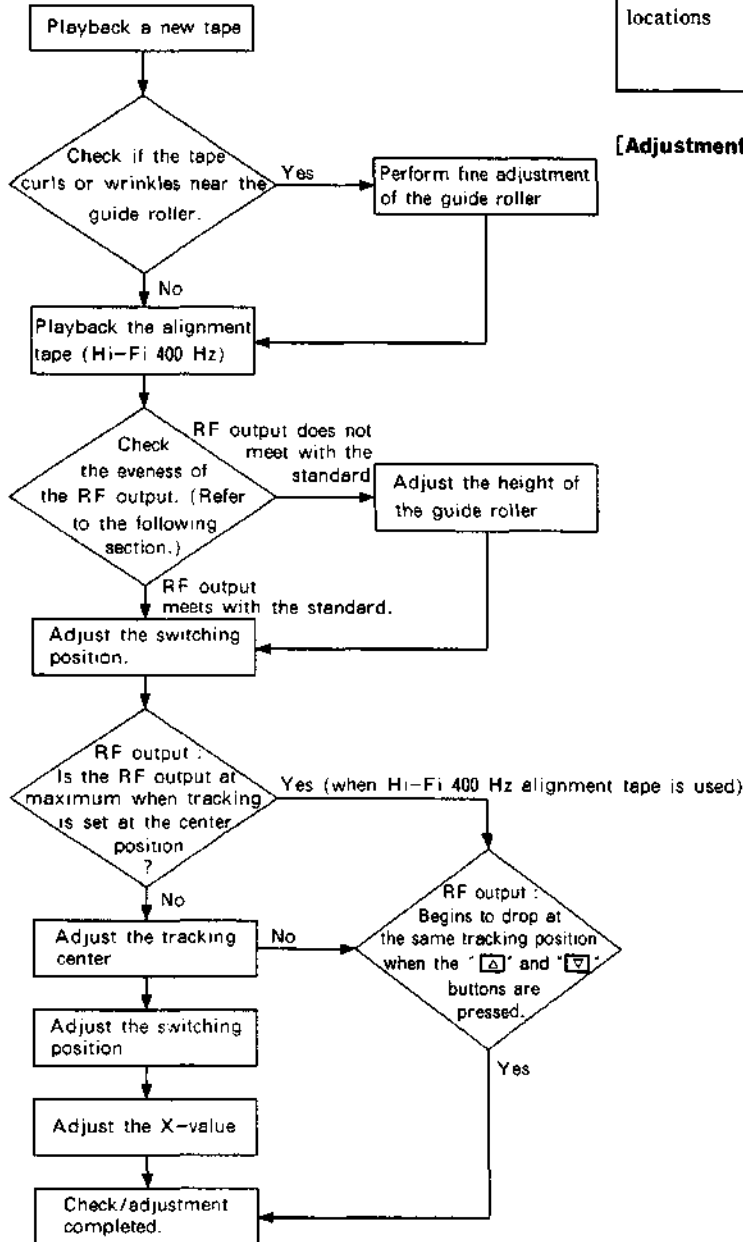 Playback a new tape
locations
[Adjustment
Check if the tape
curls or wrinkles near the
guide roller.
Yes
Perform fine adjustment
of the guide roller
No
Playback the alignment
tape (Hi-Fi 400 Hz)
Check
the eveness of
the RF output. (Refer
to the following
section.)
RF output does not
meet with the
standard
Adjust the height of
the guide roller
RF output
meets with the standard.
Adjust the switching
position.
RF output :
Is the RF output at
maximum when tracking
is set at the center
position
?
Yes (when Hi-Fi 400 Hz alignment tape is used)
No
Adjust the tracking
center
No
RF output :
Begins to drop at
the same tracking position
when the "△" and "▽"
buttons are
pressed.
Adjust the switching
position
Yes
Adjust the X-value
Check/adjustment
completed.